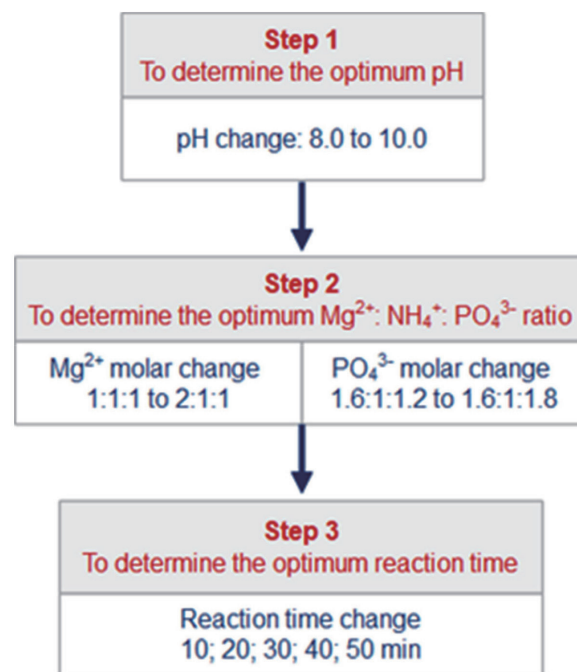 Step 1
To determine the optimum pH
pH change: 8.0 to 10.0
Step 2
To determine the optimum Mg²⁺: NH₄⁺: PO₄³⁻ ratio
Mg²⁺ molar change
1:1:1 to 2:1:1
PO₄³⁻ molar change
1.6:1:1.2 to 1.6:1:1.8
Step 3
To determine the optimum reaction time
Reaction time change
10; 20; 30; 40; 50 min